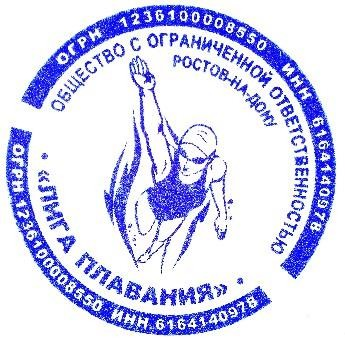 ОГРН 1236100008550 ИНН 6164140978
ОБЩЕСТВО С ОГРАНИЧЕННОЙ ОТВЕТСТВЕННОСТЬЮ
РОСТОВ-НА-ДОНУ
• «ЛИГА ПЛАВАНИЯ» •
ОГРН 1236100008550 ИНН 6164140978